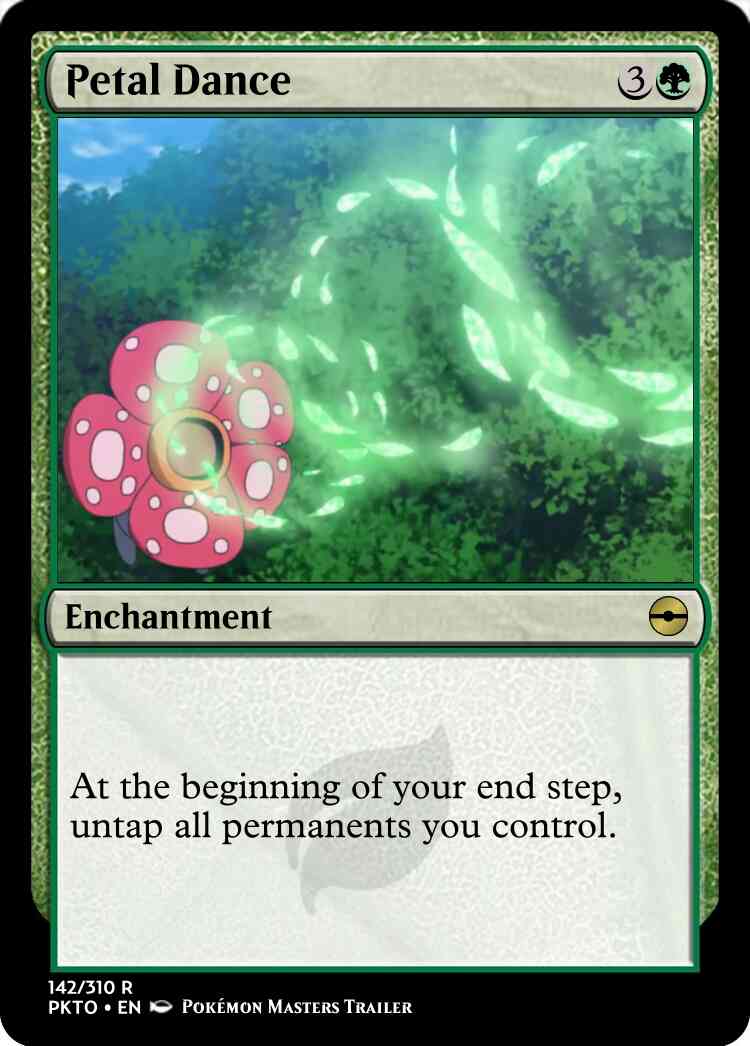 Petal Dance 3
Enchantment
At the beginning of your end step,
untap all permanents you control.
142/310 R
PKTO • EN Pokémon Masters Trailer